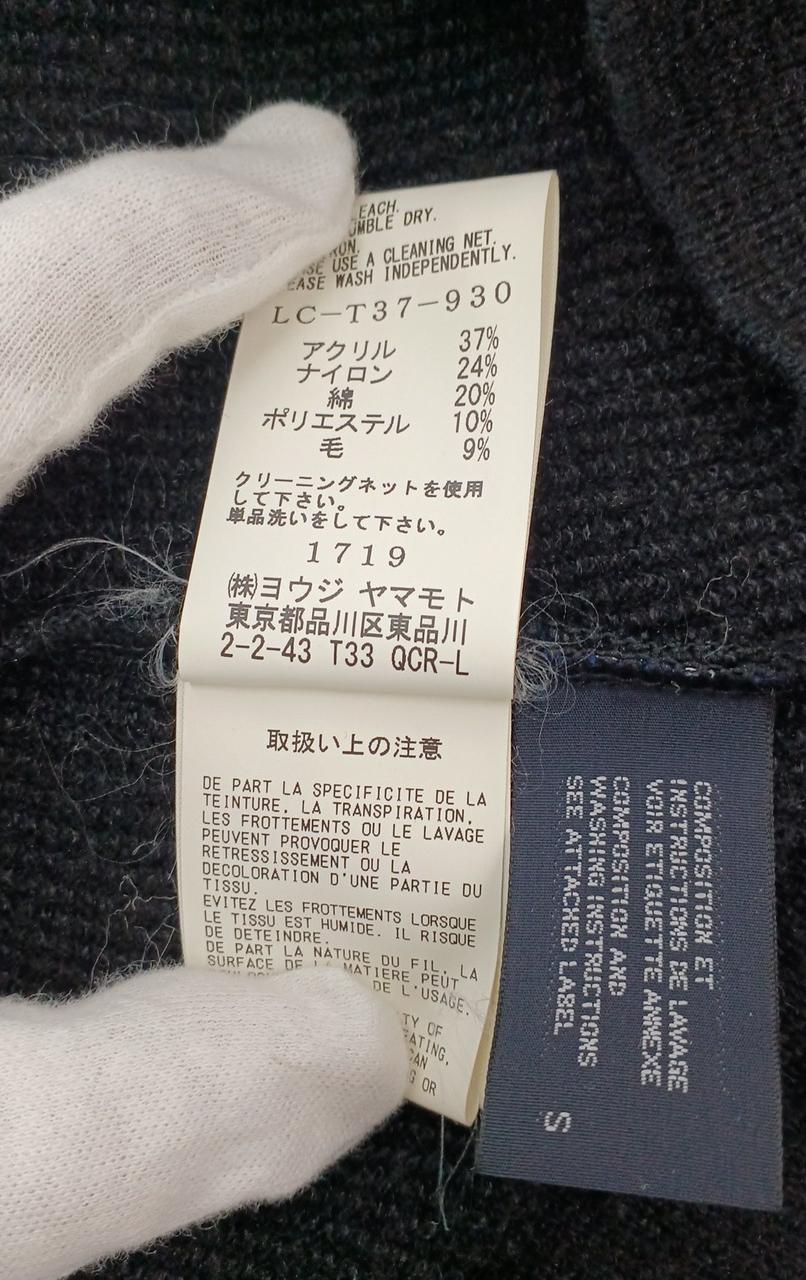 DRY.
USE A CLEANING NET.
WASH INDEPENDENTLY.
LC-T37-930
アクリル 37%
ナイロン 24%
綿 20%
ポリエステル 10%
毛 9%
クリーニングネットを使用
して下さい。
単品洗いをして下さい。
1719
㈱ヨウジ ヤマモト
東京都品川区東品川
2-2-43 T33 QCR-L
取扱い上の注意
DE PART LA SPECIFICITE DE LA
TEINTURE, LA TRANSPIRATION,
LES FROTTEMENTS OU LE LAVAGE
PEUVENT PROVOQUER LE
RETRESSISSEMENT OU LA
DECOLORATION D'UNE PARTIE DU
TISSU.
EVITEZ LES FROTTEMENTS LORSQUE
LE TISSU EST HUMIDE. IL RISQUE
DE DETEINDRE.
DE PART LA NATURE DU FIL, LA
SURFACE DE LA MATIERE PEUT
DE L'USAGE.
OF
OR
COMPOSITION ET
INSTRUCTIONS DE LAVAGE
VOIR ETIQUETTE ANNEXE
COMPOSITION AND
WASHING INSTRUCTIONS
SEE ATTACHED LABEL
S